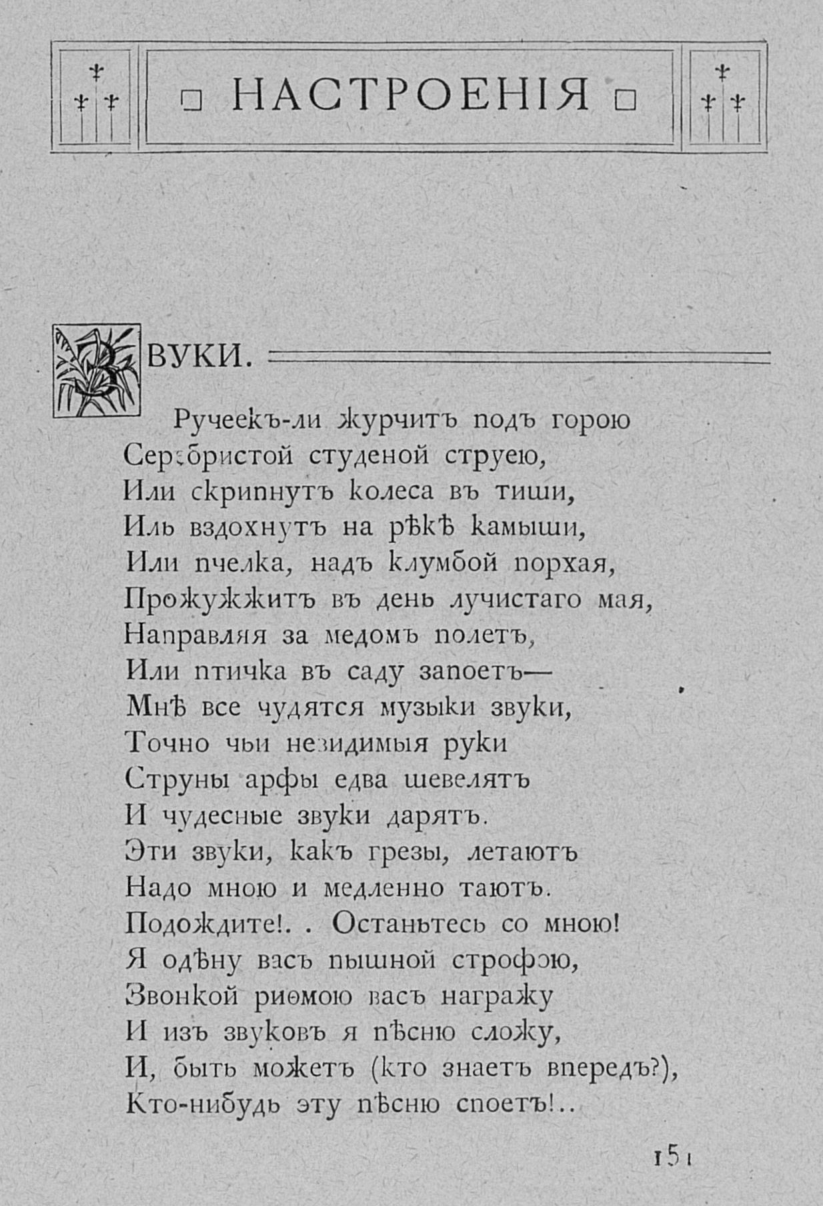 НАСТРОЕНІЯ
ЗВУКИ.
Ручеекъ-ли журчитъ подъ горою
Серебристой студеной струею,
Или скрипнутъ колеса въ тиши,
Иль вздохнутъ на рѣкѣ камыши,
Или пчелка, надъ клумбой порхая,
Прожужжитъ въ день лучистаго мая,
Направляя за медомъ полетъ,
Или птичка въ саду запоетъ—
Мнѣ все чудятся музыки звуки,
Точно чьи невидимыя руки
Струны арфы едва шевелятъ
И чудесные звуки дарятъ.
Эти звуки, какъ грезы, летаютъ
Надо мною и медленно таютъ.
Подождите!. . Останьтесь со мною!
Я одѣну васъ пышной строфою,
Звонкой риѳмою васъ награжу
И изъ звуковъ я пѣсню сложу,
И, быть можетъ (кто знаетъ впередъ?),
Кто-нибудь эту пѣсню споетъ!..
151